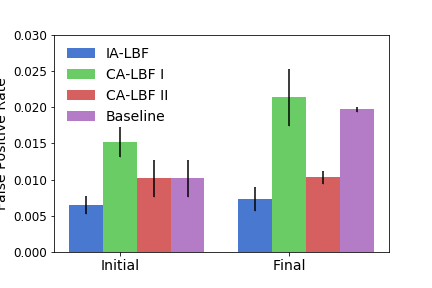 0.030
0.025
0.020
0.015
0.010
0.005
0.000
False Positive Rate
IA-LBF
CA-LBF I
CA-LBF II
Baseline
Initial
Final